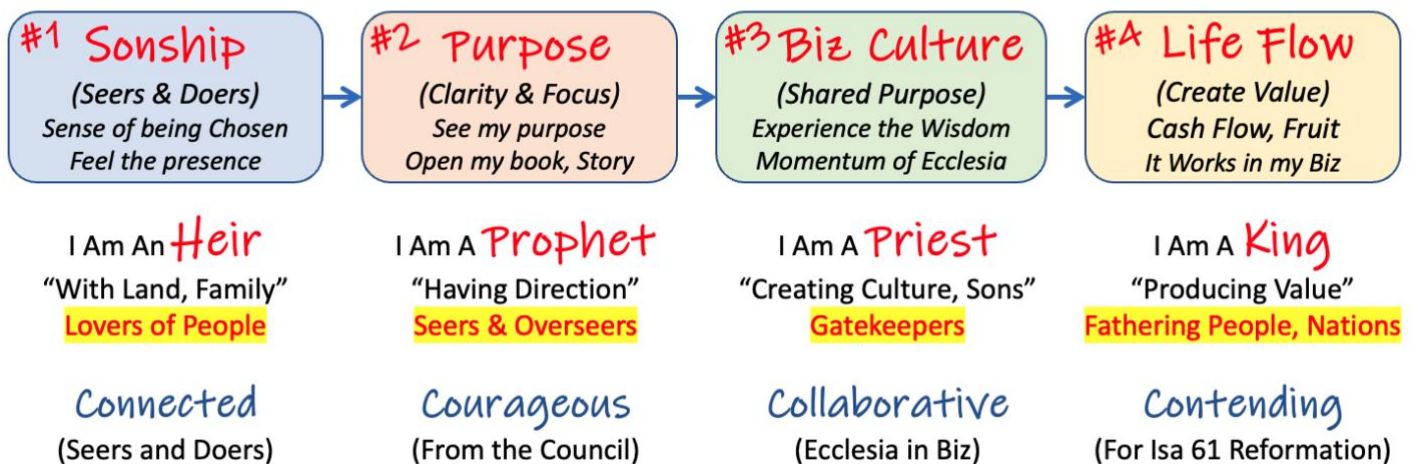 #1 Sonship
(Seers & Doers)
Sense of being Chosen
Feel the presence
#2 Purpose
(Clarity & Focus)
See my purpose
Open my book, Story
#3 Biz Culture
(Shared Purpose)
Experience the Wisdom
Momentum of Ecclesia
#4 Life Flow
(Create Value)
Cash Flow, Fruit
It Works in my Biz
I Am An Heir
“With Land, Family”
Lovers of People
I Am A Prophet
“Having Direction”
Seers & Overseers
I Am A Priest
“Creating Culture, Sons”
Gatekeepers
I Am A King
“Producing Value”
Fathering People, Nations
Connected
(Seers and Doers)
Courageous
(From the Council)
Collaborative
(Ecclesia in Biz)
Contending
(For Isa 61 Reformation)